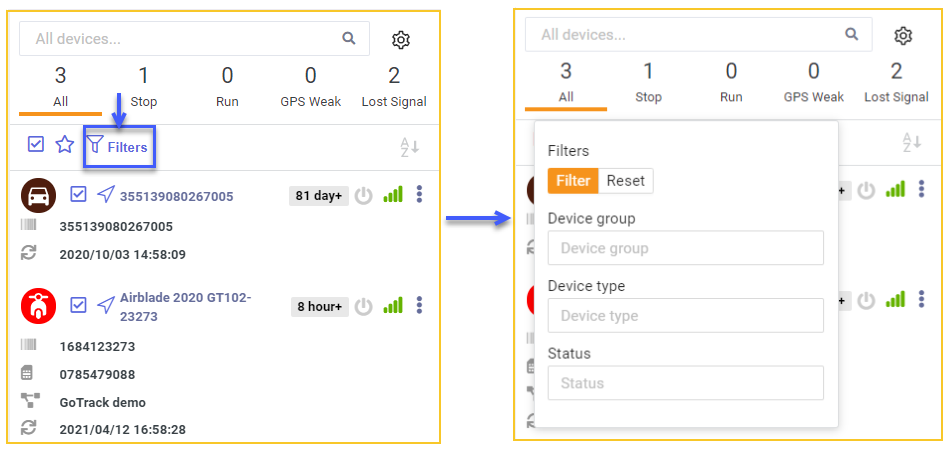 All devices...
3 1 0 0 2
All Stop Run GPS Weak Lost Signal
Filters
A
Z
355139080267005 81 day+
355139080267005
2020/10/03 14:58:09
Airblade 2020 GT102-
23273
8 hour+
1684123273
0785479088
GoTrack demo
2021/04/12 16:58:28
All devices...
3 1 0 0 2
All Stop Run GPS Weak Lost Signal
A
Z
Filters
Filter Reset
Device group
Device group
Device type
Device type
Status
Status
+
+